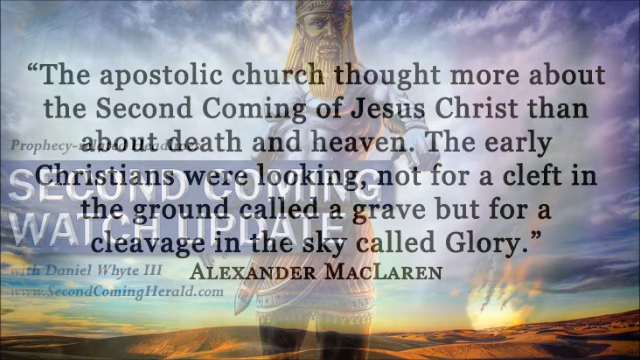 “The apostolic church thought more about
the Second Coming of Jesus Christ than
about death and heaven. The early
Christians were looking, not for a cleft in
the ground called a grave but for a
cleavage in the sky called Glory.”
ALEXANDER MACLAREN
Prophecy-related
SECOND COMING
WATCH UPDATE
with Daniel Whyte III
www.SecondComingHerald.com